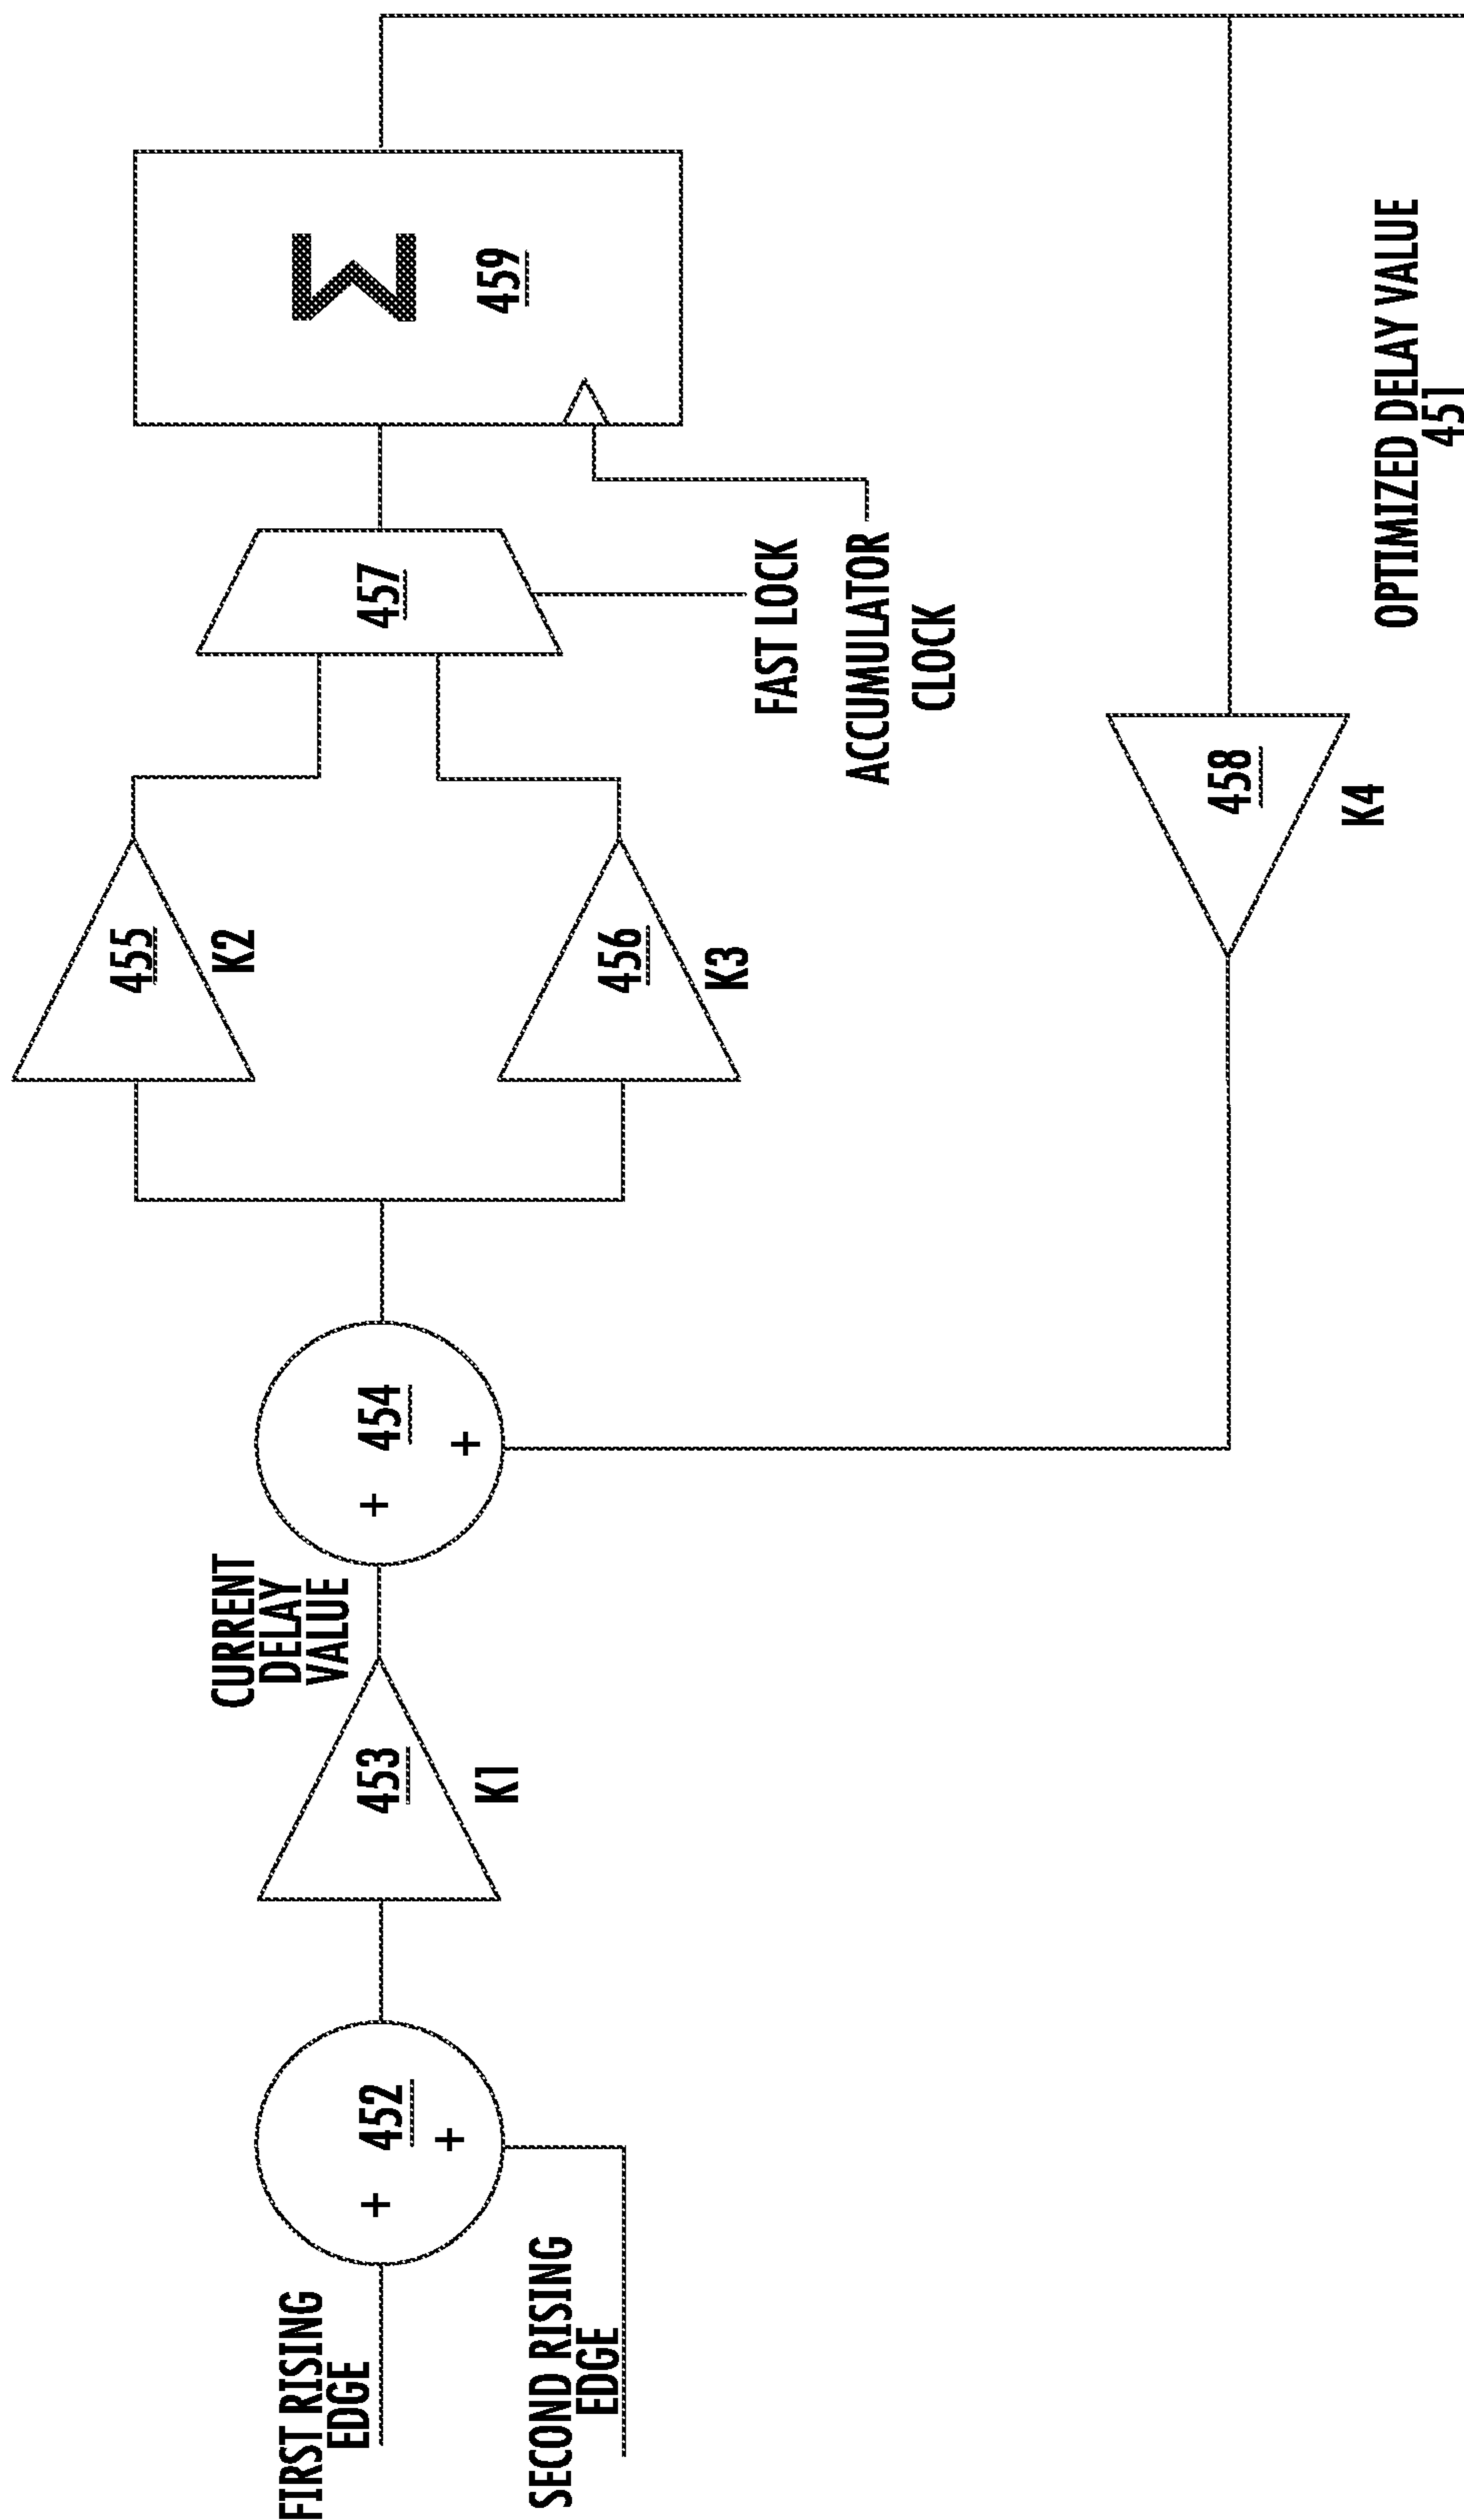 FIRST RISING
EDGE
SECOND RISING
EDGE
+
452
+
453
K1
CURRENT
DELAY
VALUE
+
454
+
455
K2
456
K3
457
FAST LOCK
ACCUMULATOR
CLOCK
Σ
459
458
K4
OPTIMIZED DELAY VALUE
451